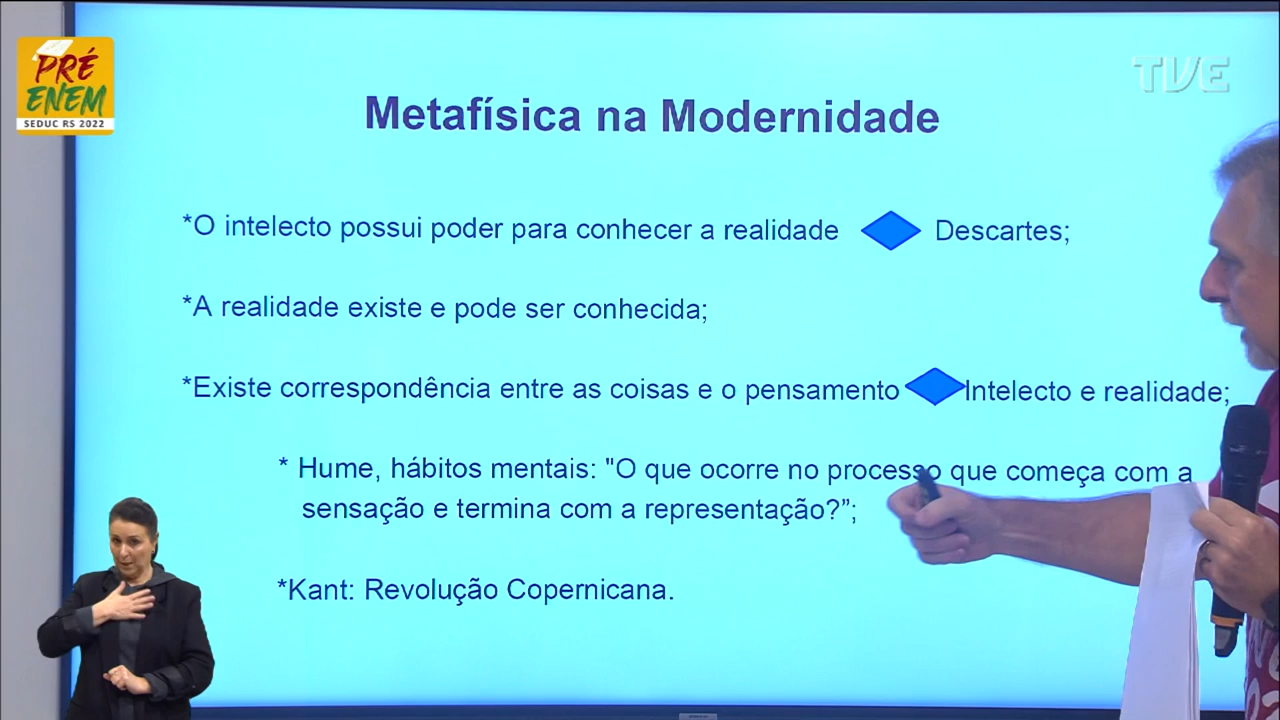 PRÉ
ENEM
SEDUC RS 2022
TVE
Metafísica na Modernidade
*O intelecto possui poder para conhecer a realidade Descartes;
*A realidade existe e pode ser conhecida;
*Existe correspondência entre as coisas e o pensamento Intelecto e realidade;
* Hume, hábitos mentais: "O que ocorre no processo que começa com a
sensação e termina com a representação?”;
*Kant: Revolução Copernicana.